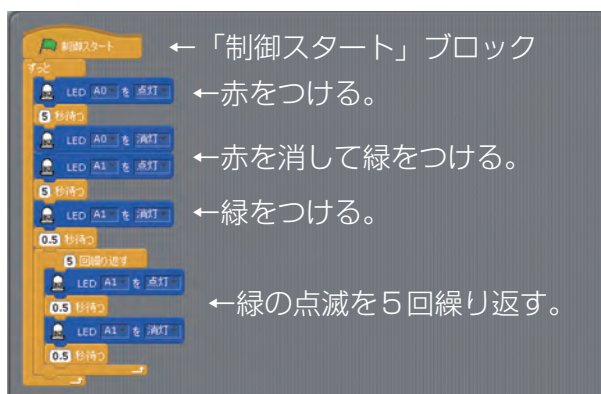 制御スタート ←「制御スタート」ブロック
ずっと
LED A0 を 点灯 ←赤をつける。
5 秒待つ
LED A0 を 消灯
LED A1 を 点灯 ←赤を消して緑をつける。
5 秒待つ
LED A1 を 消灯 ←緑をつける。
0.5 秒待つ
5 回繰り返す
LED A1 を 点灯
0.5 秒待つ ←緑の点滅を5回繰り返す。
LED A1 を 消灯
0.5 秒待つ